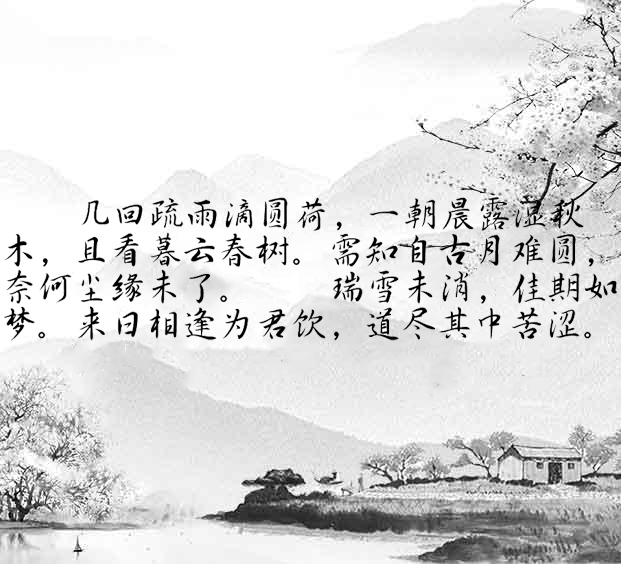 几回疏雨滴圆荷，一朝晨露湿秋
木，且看暮云春树。需知自古月难圆，
奈何尘缘未了。　　瑞雪未消，佳期如
梦。来日相逢为君饮，道尽其中苦涩。